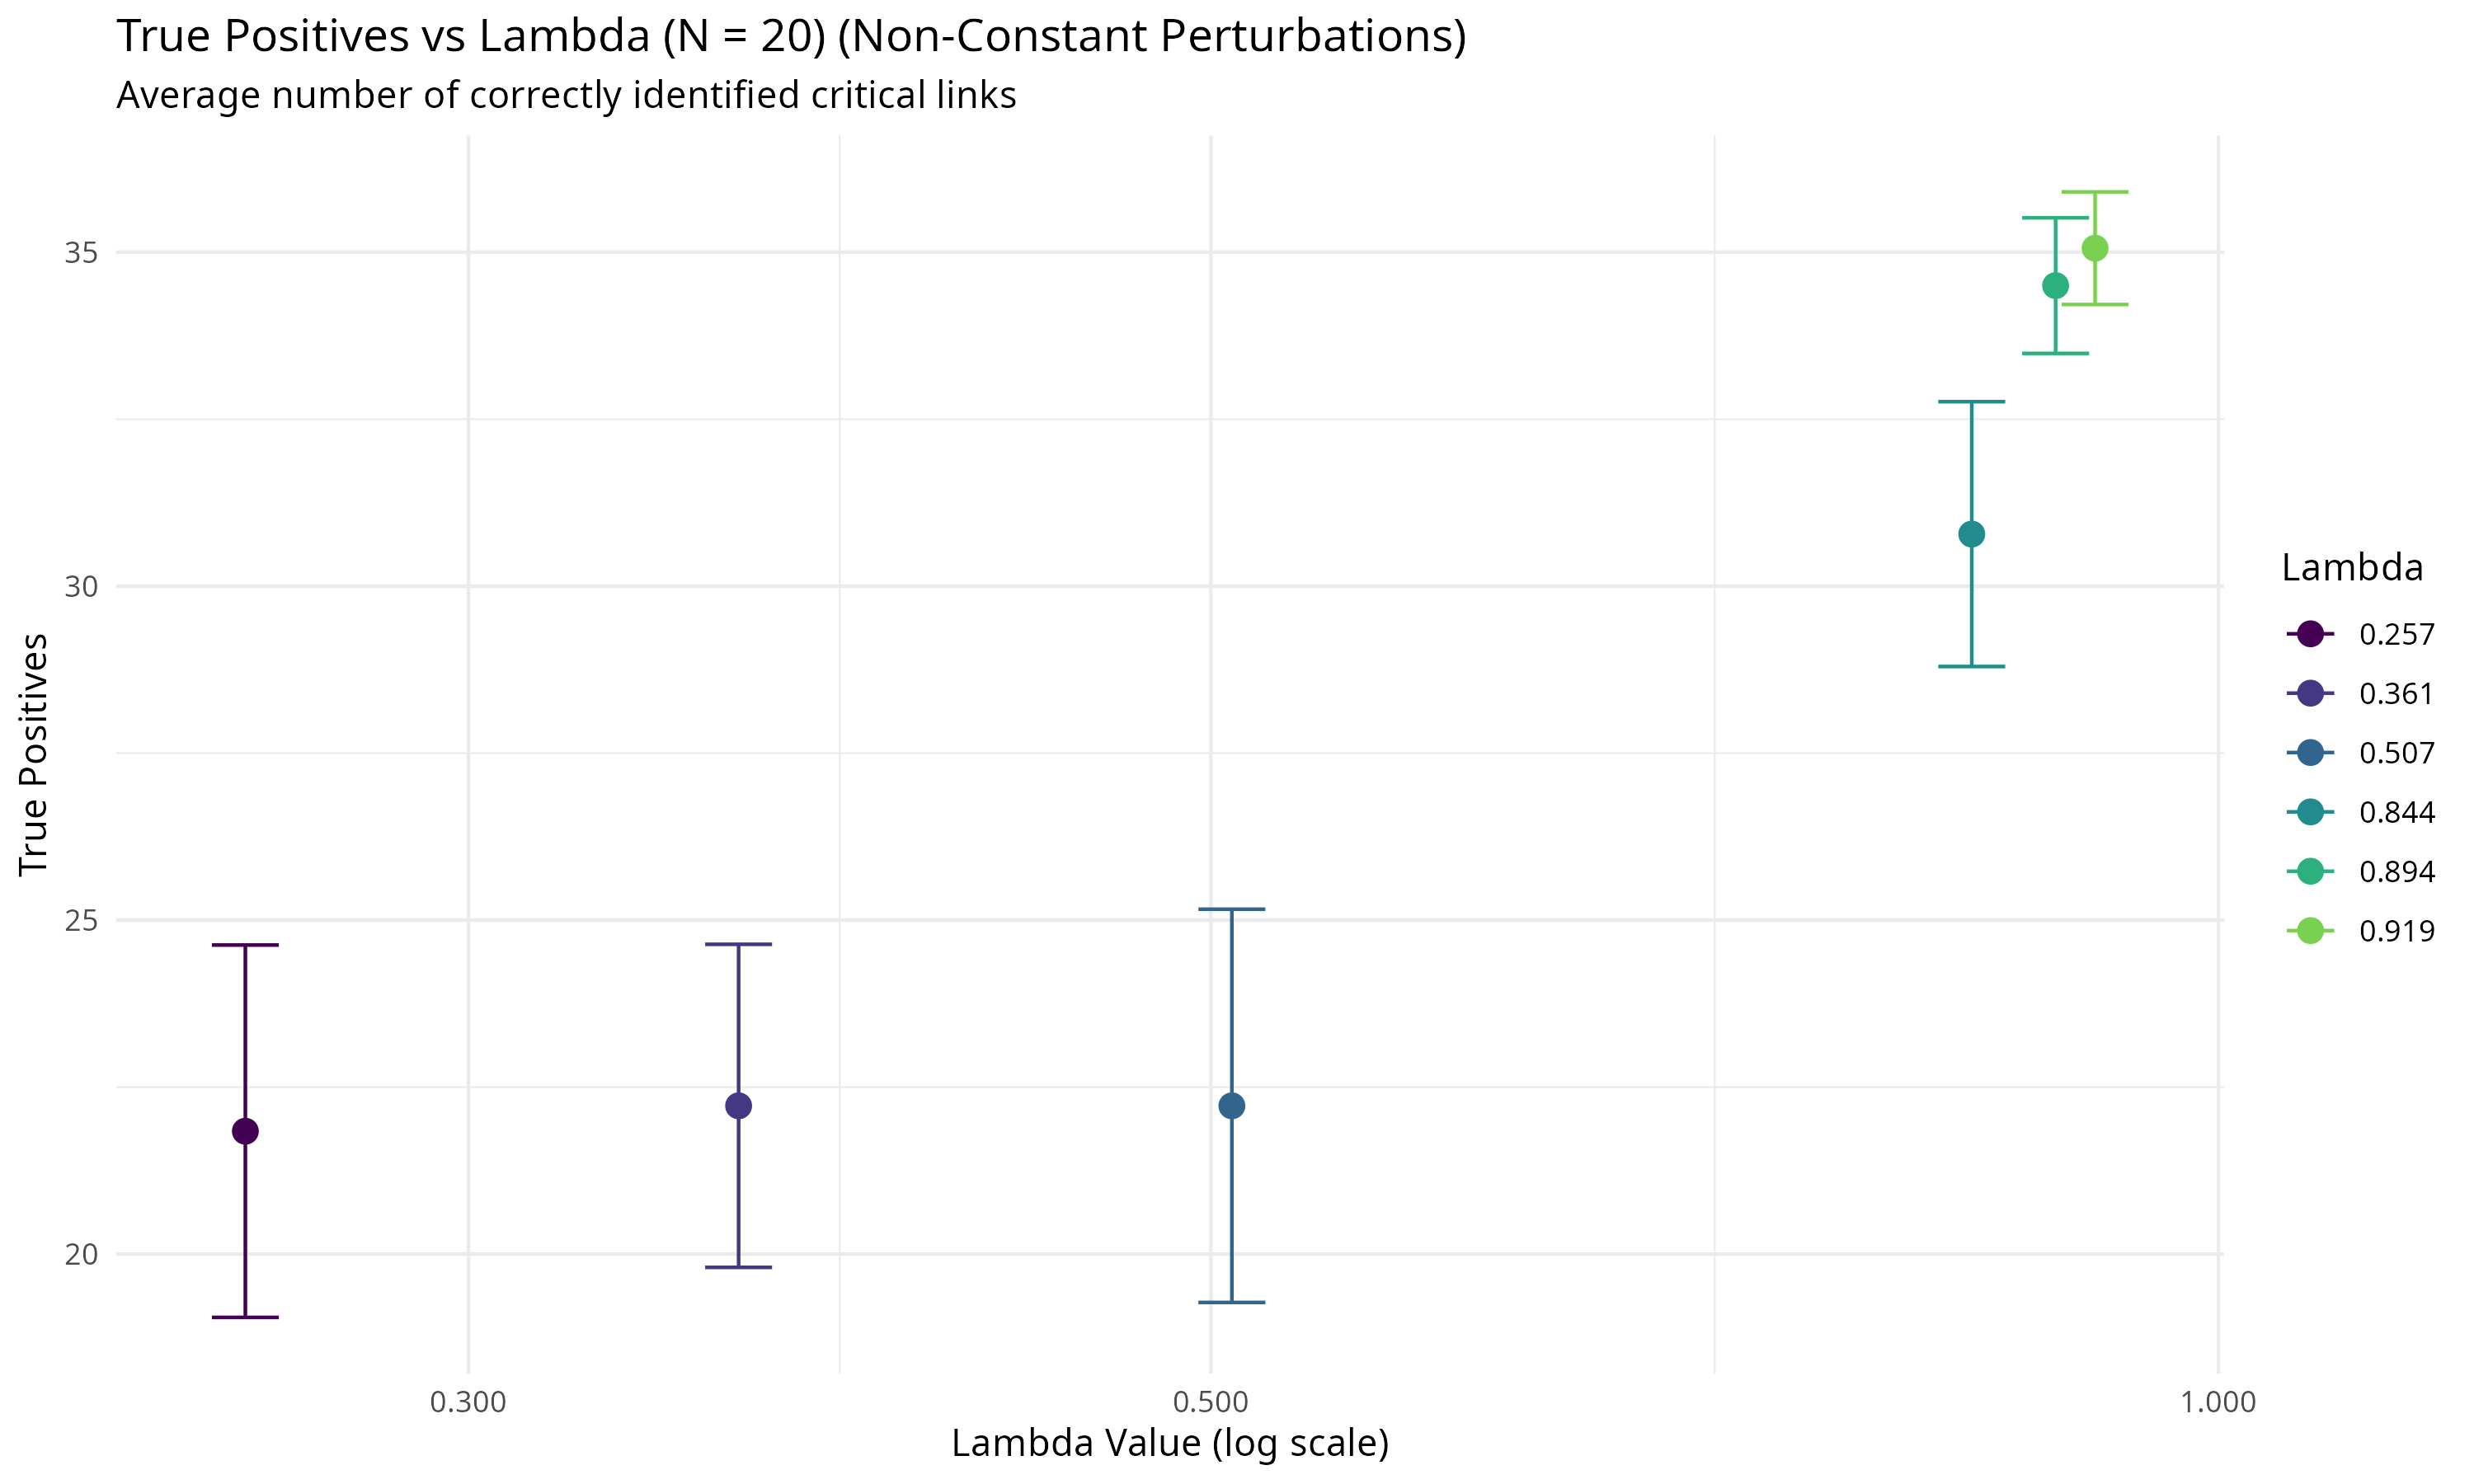 True Positives vs Lambda (N = 20) (Non-Constant Perturbations)
Average number of correctly identified critical links
True Positives
35
30
25
20
0.300
0.500
1.000
Lambda Value (log scale)
Lambda
0.257
0.361
0.507
0.844
0.894
0.919